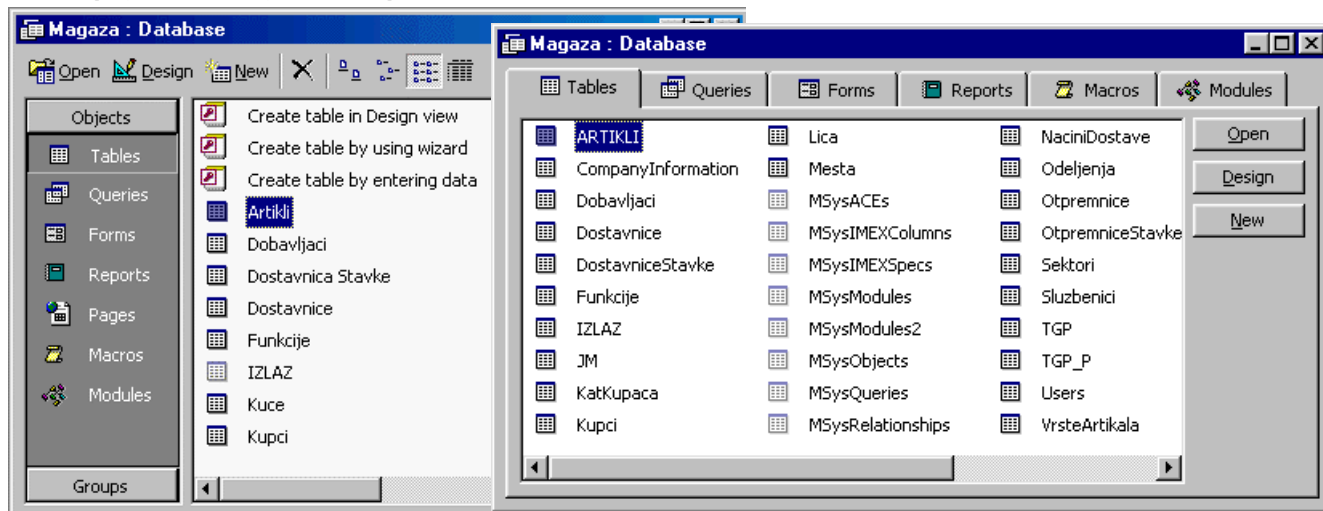 Magaza : Database
Open Design New
Objects
Tables
Queries
Forms
Reports
Pages
Macros
Modules
Groups
Create table in Design view
Create table by using wizard
Create table by entering data
Artikli
Dobavljaci
Dostavnica Stavke
Dostavnice
Funkcije
IZLAZ
Kuce
Kupci
Magaza : Database
Tables Queries Forms Reports Macros Modules
ARTIKLI
CompanyInformation
Dobavljaci
Dostavnice
DostavniceStavke
Funkcije
IZLAZ
JM
KatKupaca
Kupci
Lica
Mesta
MSysACEs
MSysIMEXColumns
MSysIMEXSpecs
MSysModules
MSysModules2
MSysObjects
MSysQueries
MSysRelationships
NaciniDostave
Odeljenja
Otpremnice
OtpremniceStavke
Sektori
Sluzbenici
TGP
TGP_P
Users
VrsteArtikala
Open
Design
New